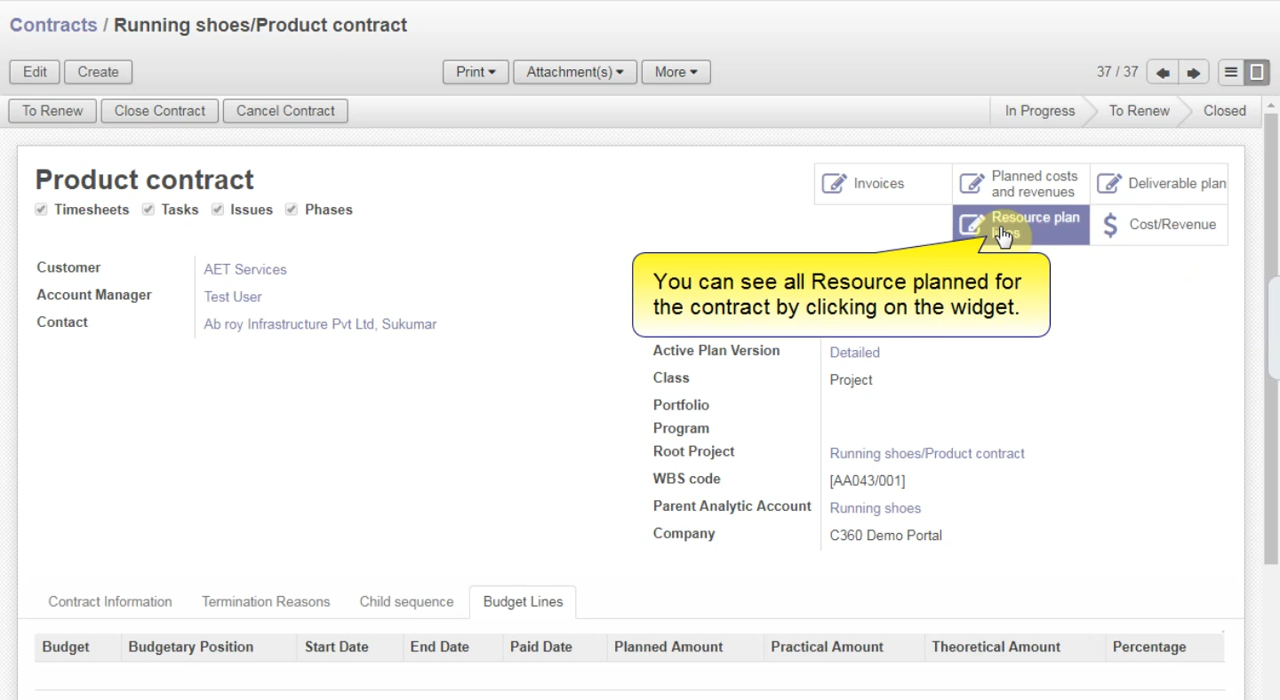 Contracts / Running shoes/Product contract
Edit Create Print Attachment(s) More 37 / 37
To Renew Close Contract Cancel Contract In Progress To Renew Closed
Product contract
Timesheets Tasks Issues Phases
Invoices
Planned costs
and revenues
Deliverable plan
Resource plan
lines
Cost/Revenue
Customer AET Services
Account Manager Test User
Contact Ab roy Infrastructure Pvt Ltd, Sukumar
You can see all Resource planned for
the contract by clicking on the widget.
Active Plan Version Detailed
Class Project
Portfolio
Program
Root Project Running shoes/Product contract
WBS code [AA043/001]
Parent Analytic Account Running shoes
Company C360 Demo Portal
Contract Information Termination Reasons Child sequence Budget Lines
Budget Budgetary Position Start Date End Date Paid Date Planned Amount Practical Amount Theoretical Amount Percentage